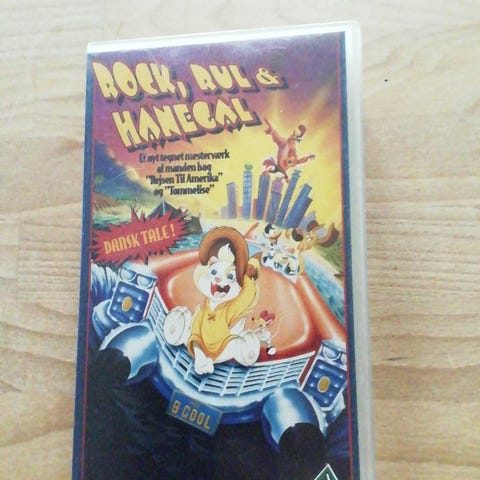 ROCK, RUL &
HANEGAL
Et nyt tegnet mesterværk
af manden bag
"Rejsen Til Amerika"
og "Tommelise"
DANSK TALE!
B COOL